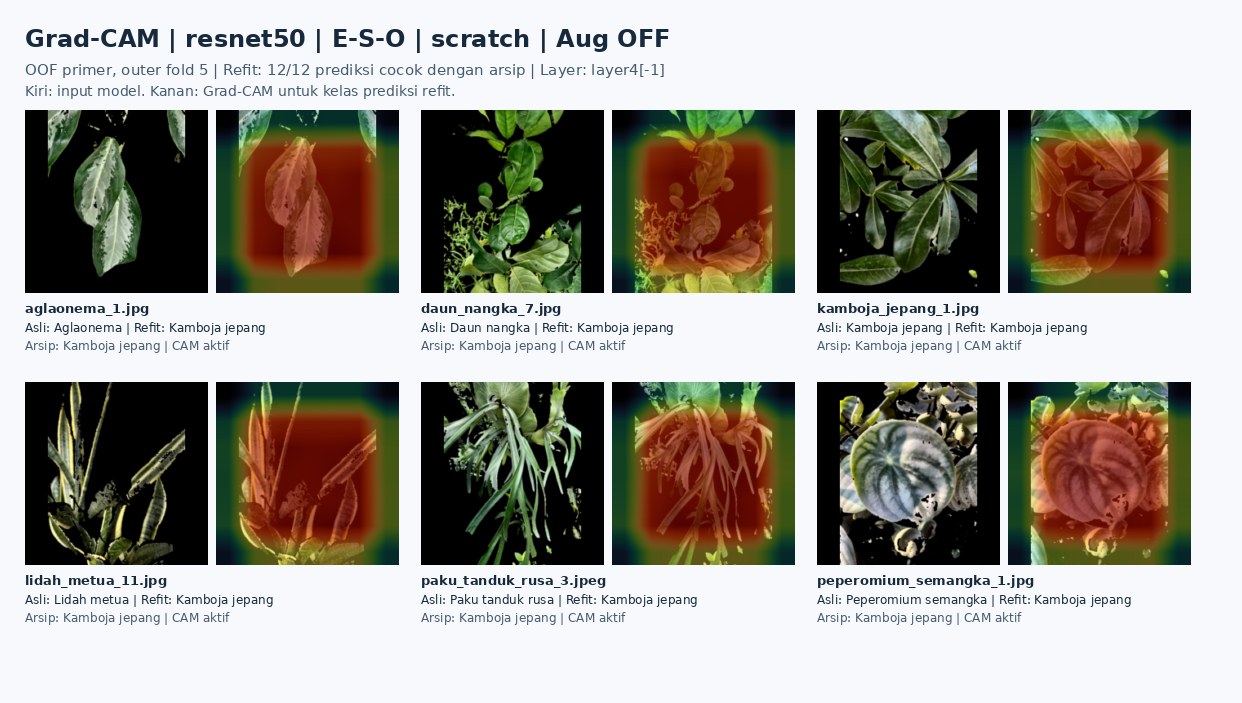 Grad-CAM | resnet50 | E-S-O | scratch | Aug OFF
OOF primer, outer fold 5 | Refit: 12/12 prediksi cocok dengan arsip | Layer: layer4[-1]
Kiri: input model. Kanan: Grad-CAM untuk kelas prediksi refit.
aglaonema_1.jpg
Asli: Aglaonema | Refit: Kamboja jepang
Arsip: Kamboja jepang | CAM aktif
daun_nangka_7.jpg
Asli: Daun nangka | Refit: Kamboja jepang
Arsip: Kamboja jepang | CAM aktif
kamboja_jepang_1.jpg
Asli: Kamboja jepang | Refit: Kamboja jepang
Arsip: Kamboja jepang | CAM aktif
lidah_metua_11.jpg
Asli: Lidah metua | Refit: Kamboja jepang
Arsip: Kamboja jepang | CAM aktif
paku_tanduk_rusa_3.jpeg
Asli: Paku tanduk rusa | Refit: Kamboja jepang
Arsip: Kamboja jepang | CAM aktif
peperomium_semangka_1.jpg
Asli: Peperomium semangka | Refit: Kamboja jepang
Arsip: Kamboja jepang | CAM aktif